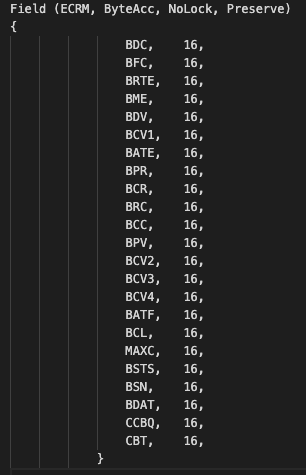 Field (ECRM, ByteAcc, NoLock, Preserve)
{
BDC, 16,
BFC, 16,
BRTE, 16,
BME, 16,
BDV, 16,
BCV1, 16,
BATE, 16,
BPR, 16,
BCR, 16,
BRC, 16,
BCC, 16,
BPV, 16,
BCV2, 16,
BCV3, 16,
BCV4, 16,
BATF, 16,
BCL, 16,
MAXC, 16,
BSTS, 16,
BSN, 16,
BDAT, 16,
CCBQ, 16,
CBT, 16,
}